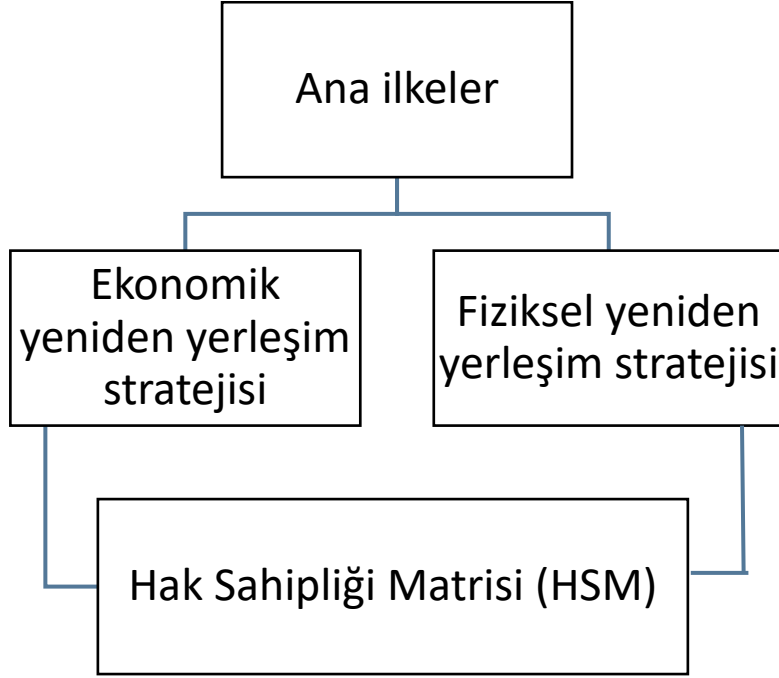 Ana ilkeler
Ekonomik
yeniden yerleşim
stratejisi
Fiziksel yeniden
yerleşim stratejisi
Hak Sahipliği Matrisi (HSM)